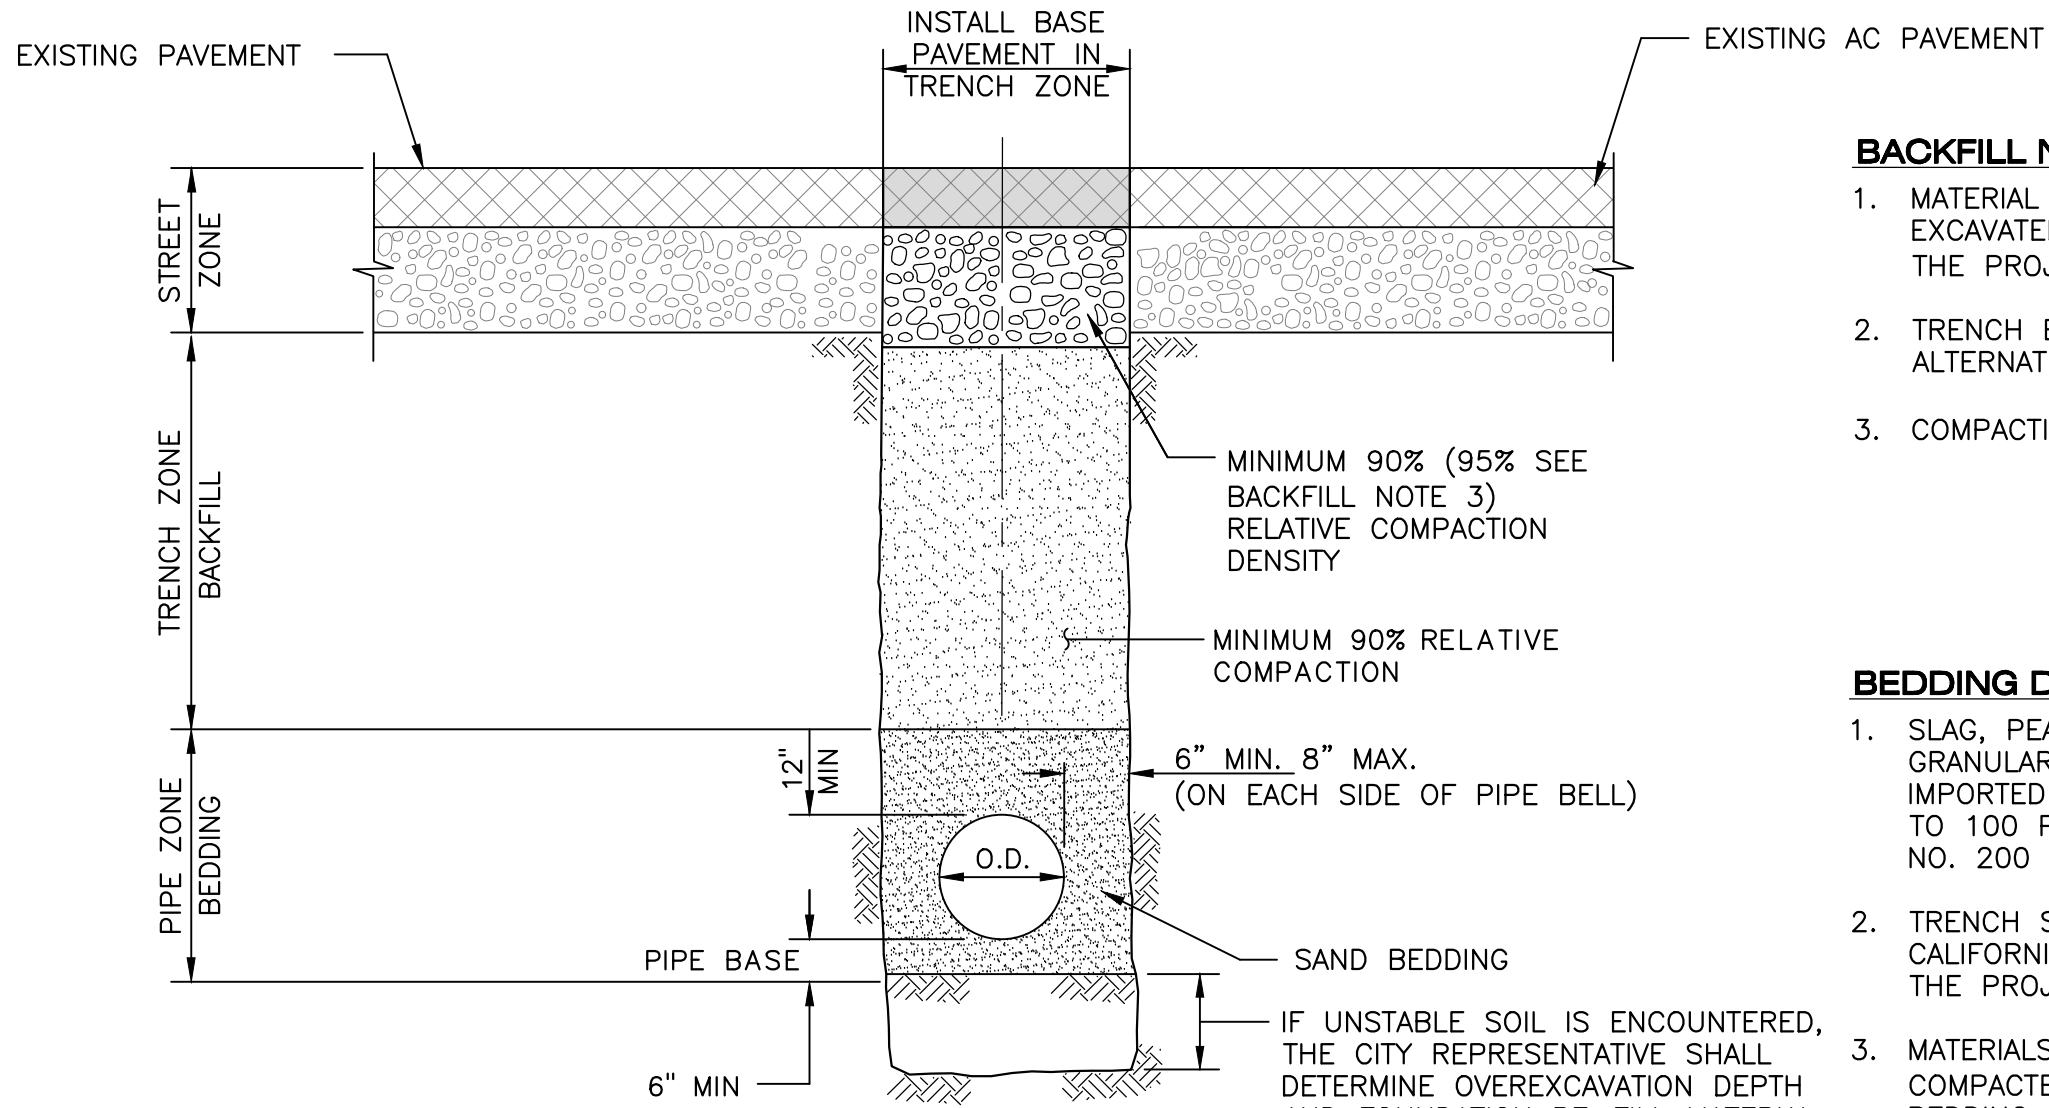 INSTALL BASE
PAVEMENT IN
TRENCH ZONE
EXISTING PAVEMENT
EXISTING AC PAVEMENT
STREET
ZONE
TRENCH ZONE
BACKFILL
PIPE ZONE
BEDDING
MINIMUM 90% (95% SEE
BACKFILL NOTE 3)
RELATIVE COMPACTION
DENSITY
MINIMUM 90% RELATIVE
COMPACTION
12"
MIN
6" MIN. 8" MAX.
(ON EACH SIDE OF PIPE BELL)
O.D.
PIPE BASE
SAND BEDDING
6" MIN
IF UNSTABLE SOIL IS ENCOUNTERED,
THE CITY REPRESENTATIVE SHALL
DETERMINE OVEREXCAVATION DEPTH
BACKFILL
1. MATERIAL
THE
2. TRENCH
3.
BEDDING
1. SLAG,
GRANULAR
IMPORTED
TO 100
NO. 200
2. TRENCH
THE
3. MATERIALS